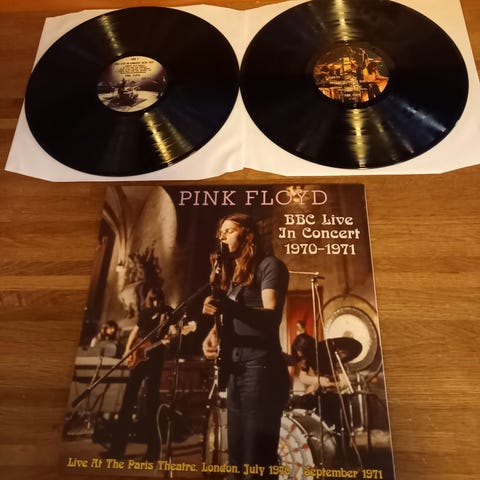 PINK FLOYD
BBC Live
In Concert
1970-1971
Live At The Paris Theatre, London, July 1970 September 1971